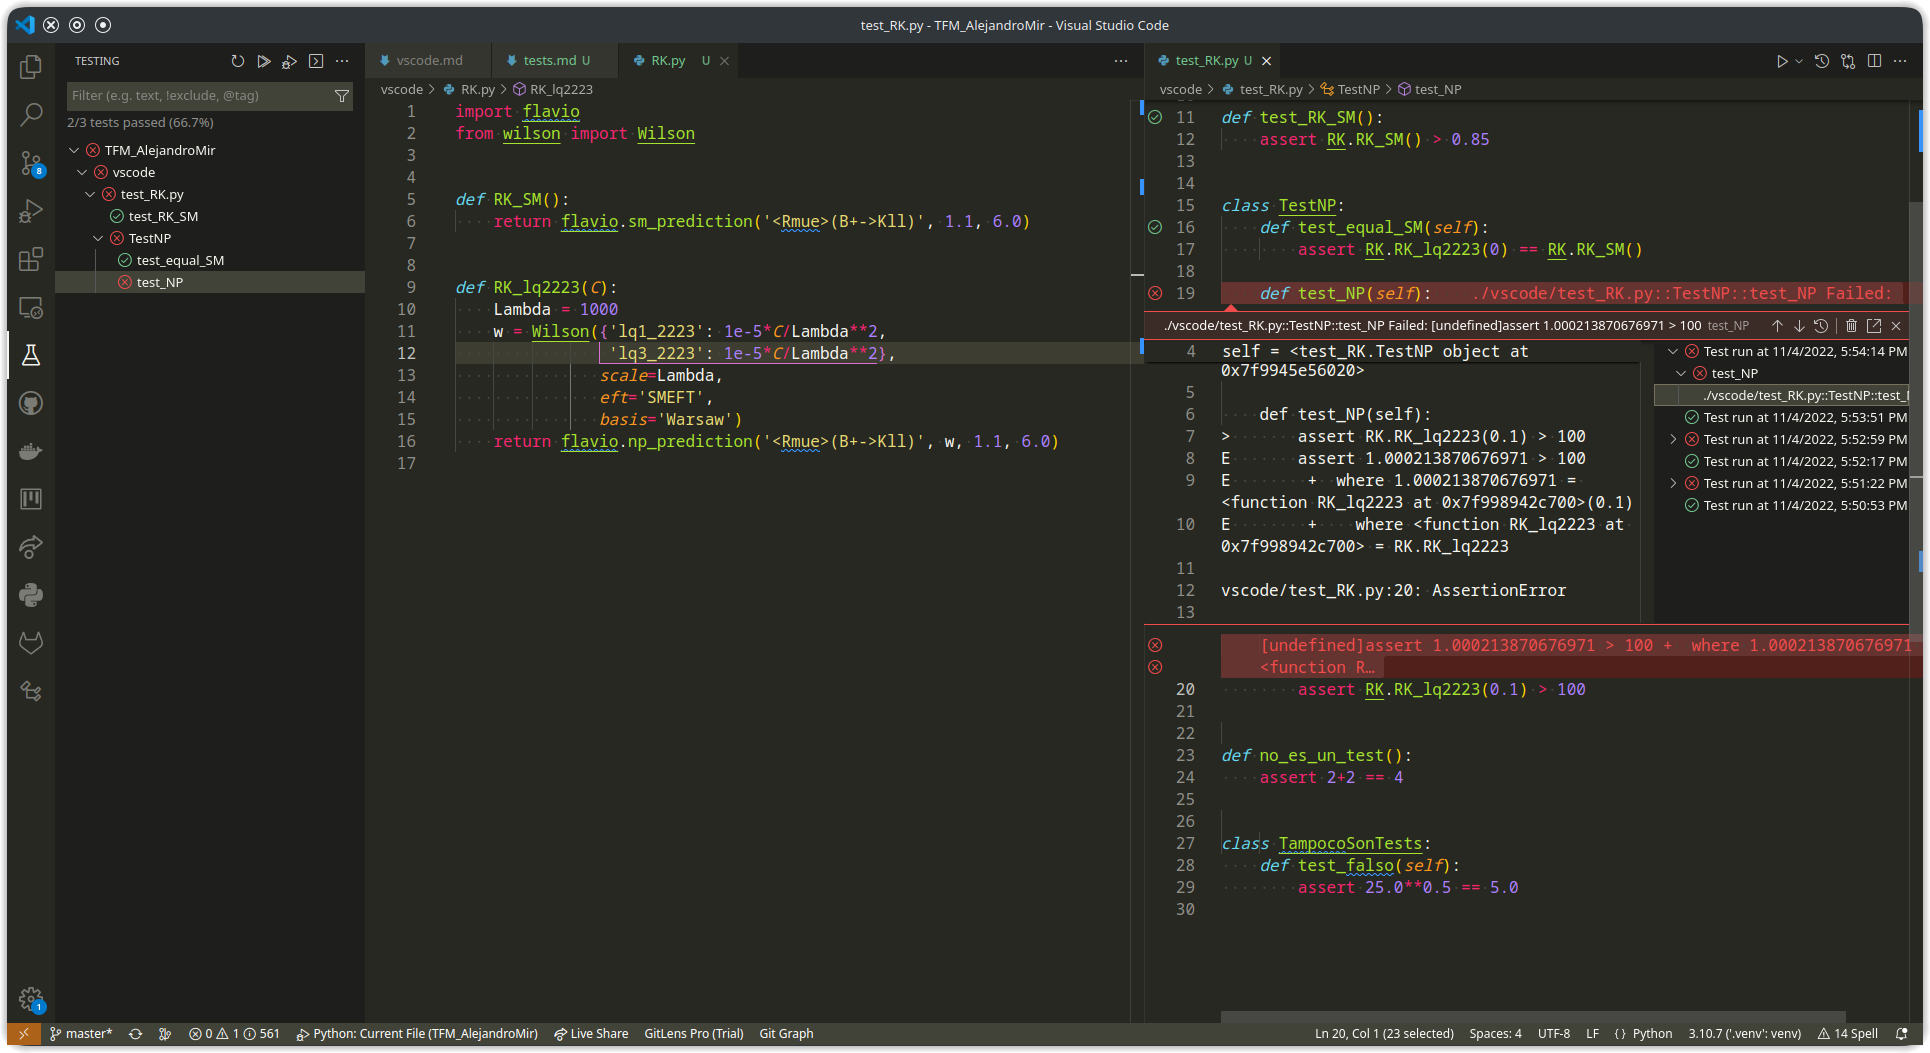 test_RK.py - TFM_AlejandroMir - Visual Studio Code
TESTING
Filter (e.g. text, !exclude, @tag)
2/3 tests passed (66.7%)
TFM_AlejandroMir
vscode
test_RK.py
test_RK_SM
TestNP
test_equal_SM
test_NP
8
1
vscode.md
tests.md U
RK.py U
vscode > RK.py > RK_lq2223
1 import flavio
2 from wilson import Wilson
3
4
5 def RK_SM():
6 ····return flavio.sm_prediction('<Rmue>(B+->Kll)', 1.1, 6.0)
7
8
9 def RK_lq2223(C):
10 ····Lambda = 1000
11 ····w = Wilson({'lq1_2223': 1e-5*C/Lambda**2,
12 'lq3_2223': 1e-5*C/Lambda**2},
13 scale=Lambda,
14 eft='SMEFT',
15 basis='Warsaw')
16 ····return flavio.np_prediction('<Rmue>(B+->Kll)', w, 1.1, 6.0)
17
test_RK.py U
vscode > test_RK.py > TestNP > test_NP
11 def test_RK_SM():
12 ····assert RK.RK_SM() > 0.85
13
14
15 class TestNP:
16 ····def test_equal_SM(self):
17 ········assert RK.RK_lq2223(0) == RK.RK_SM()
18
19 def test_NP(self): ./vscode/test_RK.py::TestNP::test_NP Failed:
./vscode/test_RK.py::TestNP::test_NP Failed: [undefined]assert 1.000213870676971 > 100 test_NP
4 self = <test_RK.TestNP object at
0x7f9945e56020>
5
6 ····def test_NP(self):
7 >·······assert RK.RK_lq2223(0.1) > 100
8 E·······assert 1.000213870676971 > 100
9 E········+ where 1.000213870676971 =
<function RK_lq2223 at 0x7f998942c700>(0.1)
10 E········+····where <function RK_lq2223 at
0x7f998942c700> = RK.RK_lq2223
11
12 vscode/test_RK.py:20: AssertionError
13
Test run at 11/4/2022, 5:54:14 PM
test_NP
./vscode/test_RK.py::TestNP::test_
Test run at 11/4/2022, 5:53:51 PM
Test run at 11/4/2022, 5:52:59 PM
Test run at 11/4/2022, 5:52:17 PM
Test run at 11/4/2022, 5:51:22 PM
Test run at 11/4/2022, 5:50:53 PM
[undefined]assert 1.000213870676971 > 100 + where 1.000213870676971
<function R…
20 ········assert RK.RK_lq2223(0.1) > 100
21
22
23 def no_es_un_test():
24 ····assert 2+2 == 4
25
26
27 class TampocoSonTests:
28 ····def test_falso(self):
29 ········assert 25.0**0.5 == 5.0
30
master* 0 1 561 Python: Current File (TFM_AlejandroMir) Live Share GitLens Pro (Trial) Git Graph Ln 20, Col 1 (23 selected) Spaces: 4 UTF-8 LF { } Python 3.10.7 ('.venv': venv) 14 Spell